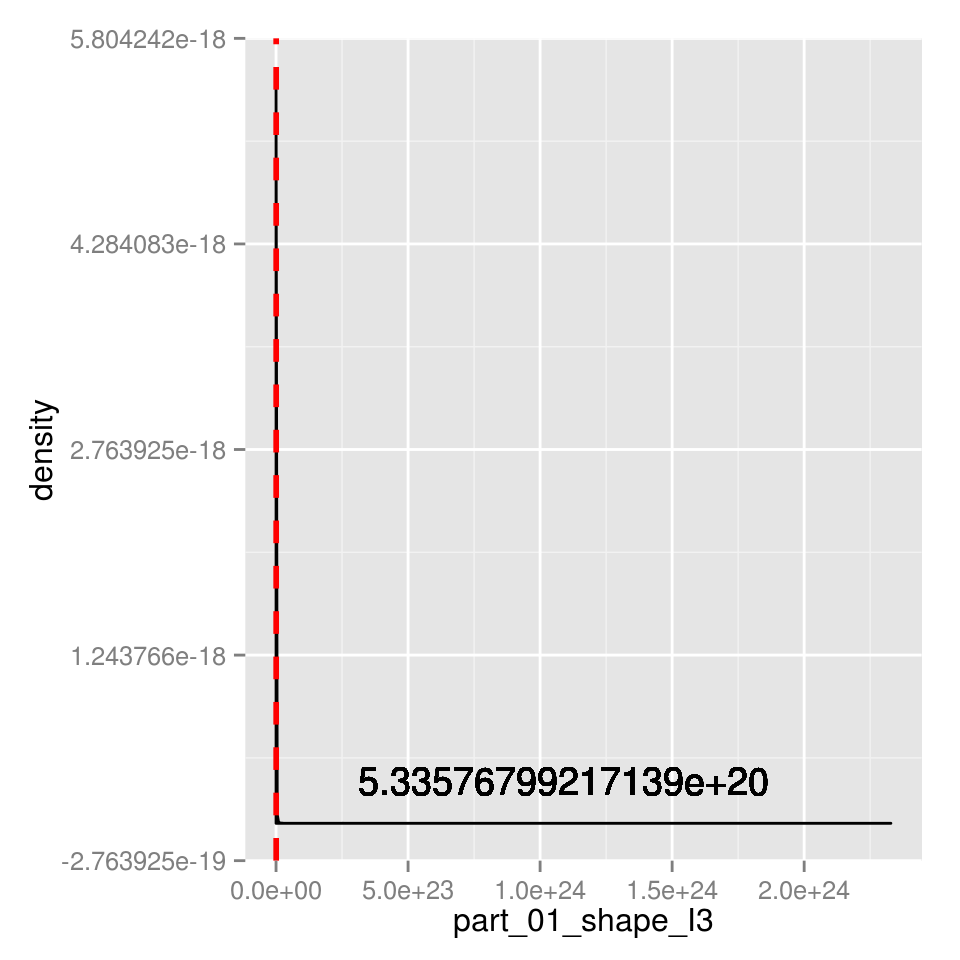 5.804242e-18
4.284083e-18
2.763925e-18
1.243766e-18
-2.763925e-19
density
5.33576799217139e+20
0.0e+00 5.0e+23 1.0e+24 1.5e+24 2.0e+24
part_01_shape_I3